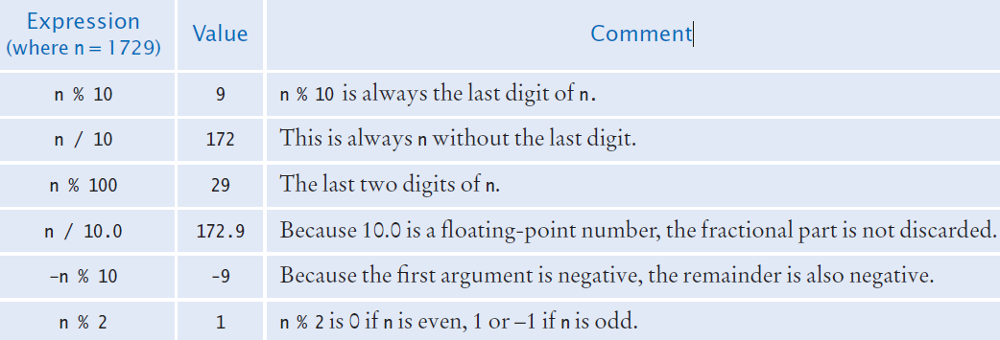 Expression Value Comment
(where n = 1729)
n % 10 9 n % 10 is always the last digit of n.
n / 10 172 This is always n without the last digit.
n % 100 29 The last two digits of n.
n / 10.0 172.9 Because 10.0 is a floating-point number, the fractional part is not discarded.
-n % 10 -9 Because the first argument is negative, the remainder is also negative.
n % 2 1 n % 2 is 0 if n is even, 1 or –1 if n is odd.